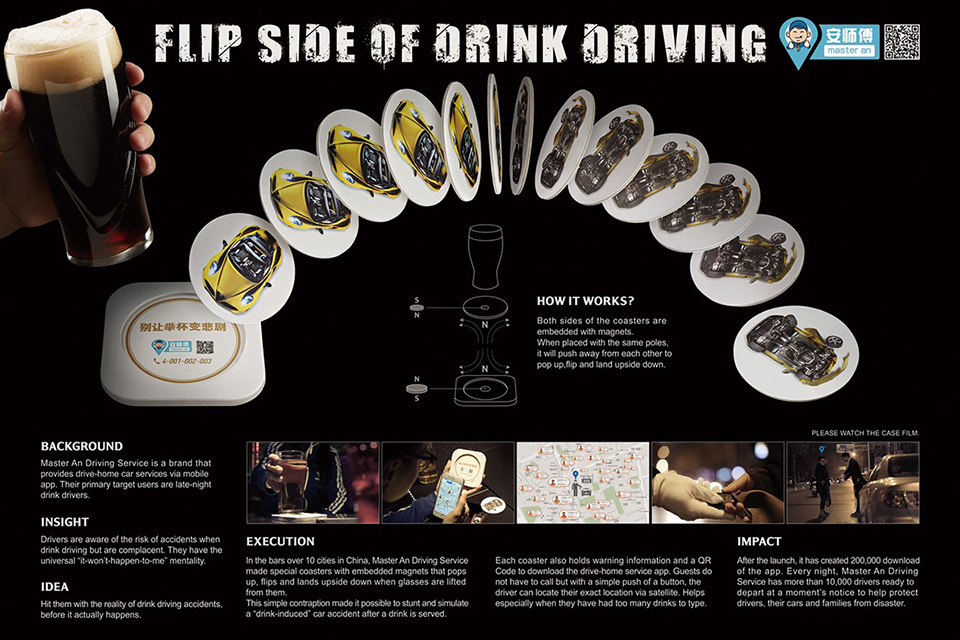 FLIP SIDE OF DRINK DRIVING
安师傅
master an
别让举杯变悲剧
安师傅
master an
4-001-002-003
S
N
N
N
N
S
HOW IT WORKS?
Both sides of the coasters are
embedded with magnets.
When placed with the same poles,
it will push away from each other to
pop up,flip and land upside down.
PLEASE WATCH THE CASE FILM.
BACKGROUND
Master An Driving Service is a brand that
provides drive-home car services via mobile
app. Their primary target users are late-night
drink drivers.
INSIGHT
Drivers are aware of the risk of accidents when
drink driving but are complacent. They have the
universal “it-won't-happen-to-me” mentality.
IDEA
Hit them with the reality of drink driving accidents,
before it actually happens.
EXECUTION
In the bars over 10 cities in China, Master An Driving Service
made special coasters with embedded magnets that pops
up, flips and lands upside down when glasses are lifted
from them.
This simple contraption made it possible to stunt and simulate
a “drink-induced” car accident after a drink is served.
Each coaster also holds warning information and a QR
Code to download the drive-home service app. Guests do
not have to call but with a simple push of a button, the
driver can locate their exact location via satellite. Helps
especially when they have had too many drinks to type.
IMPACT
After the launch, it has created 200,000 download
of the app. Every night, Master An Driving
Service has more than 10,000 drivers ready to
depart at a moment's notice to help protect
drivers, their cars and families from disaster.